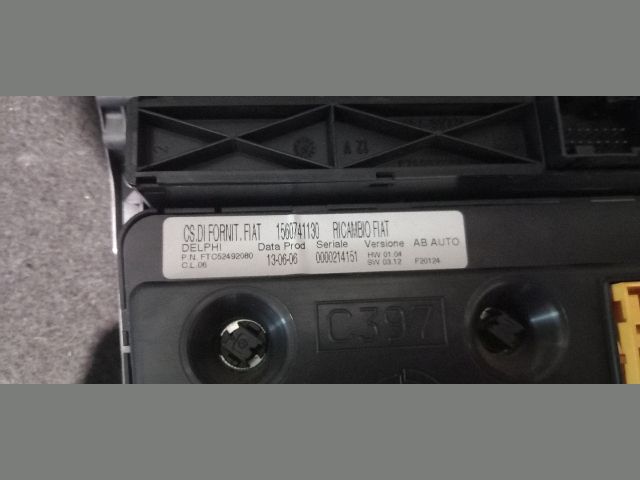 A 21
CS.DI FORNIT. FIAT 1560741130 RICAMBIO FIAT
DELPHI Data Prod Seriale Versione AB AUTO
P.N. FTC52492080 13-06-06 0000214151 HW 01.04
C.L.06 SW 03.12 F20124
C397